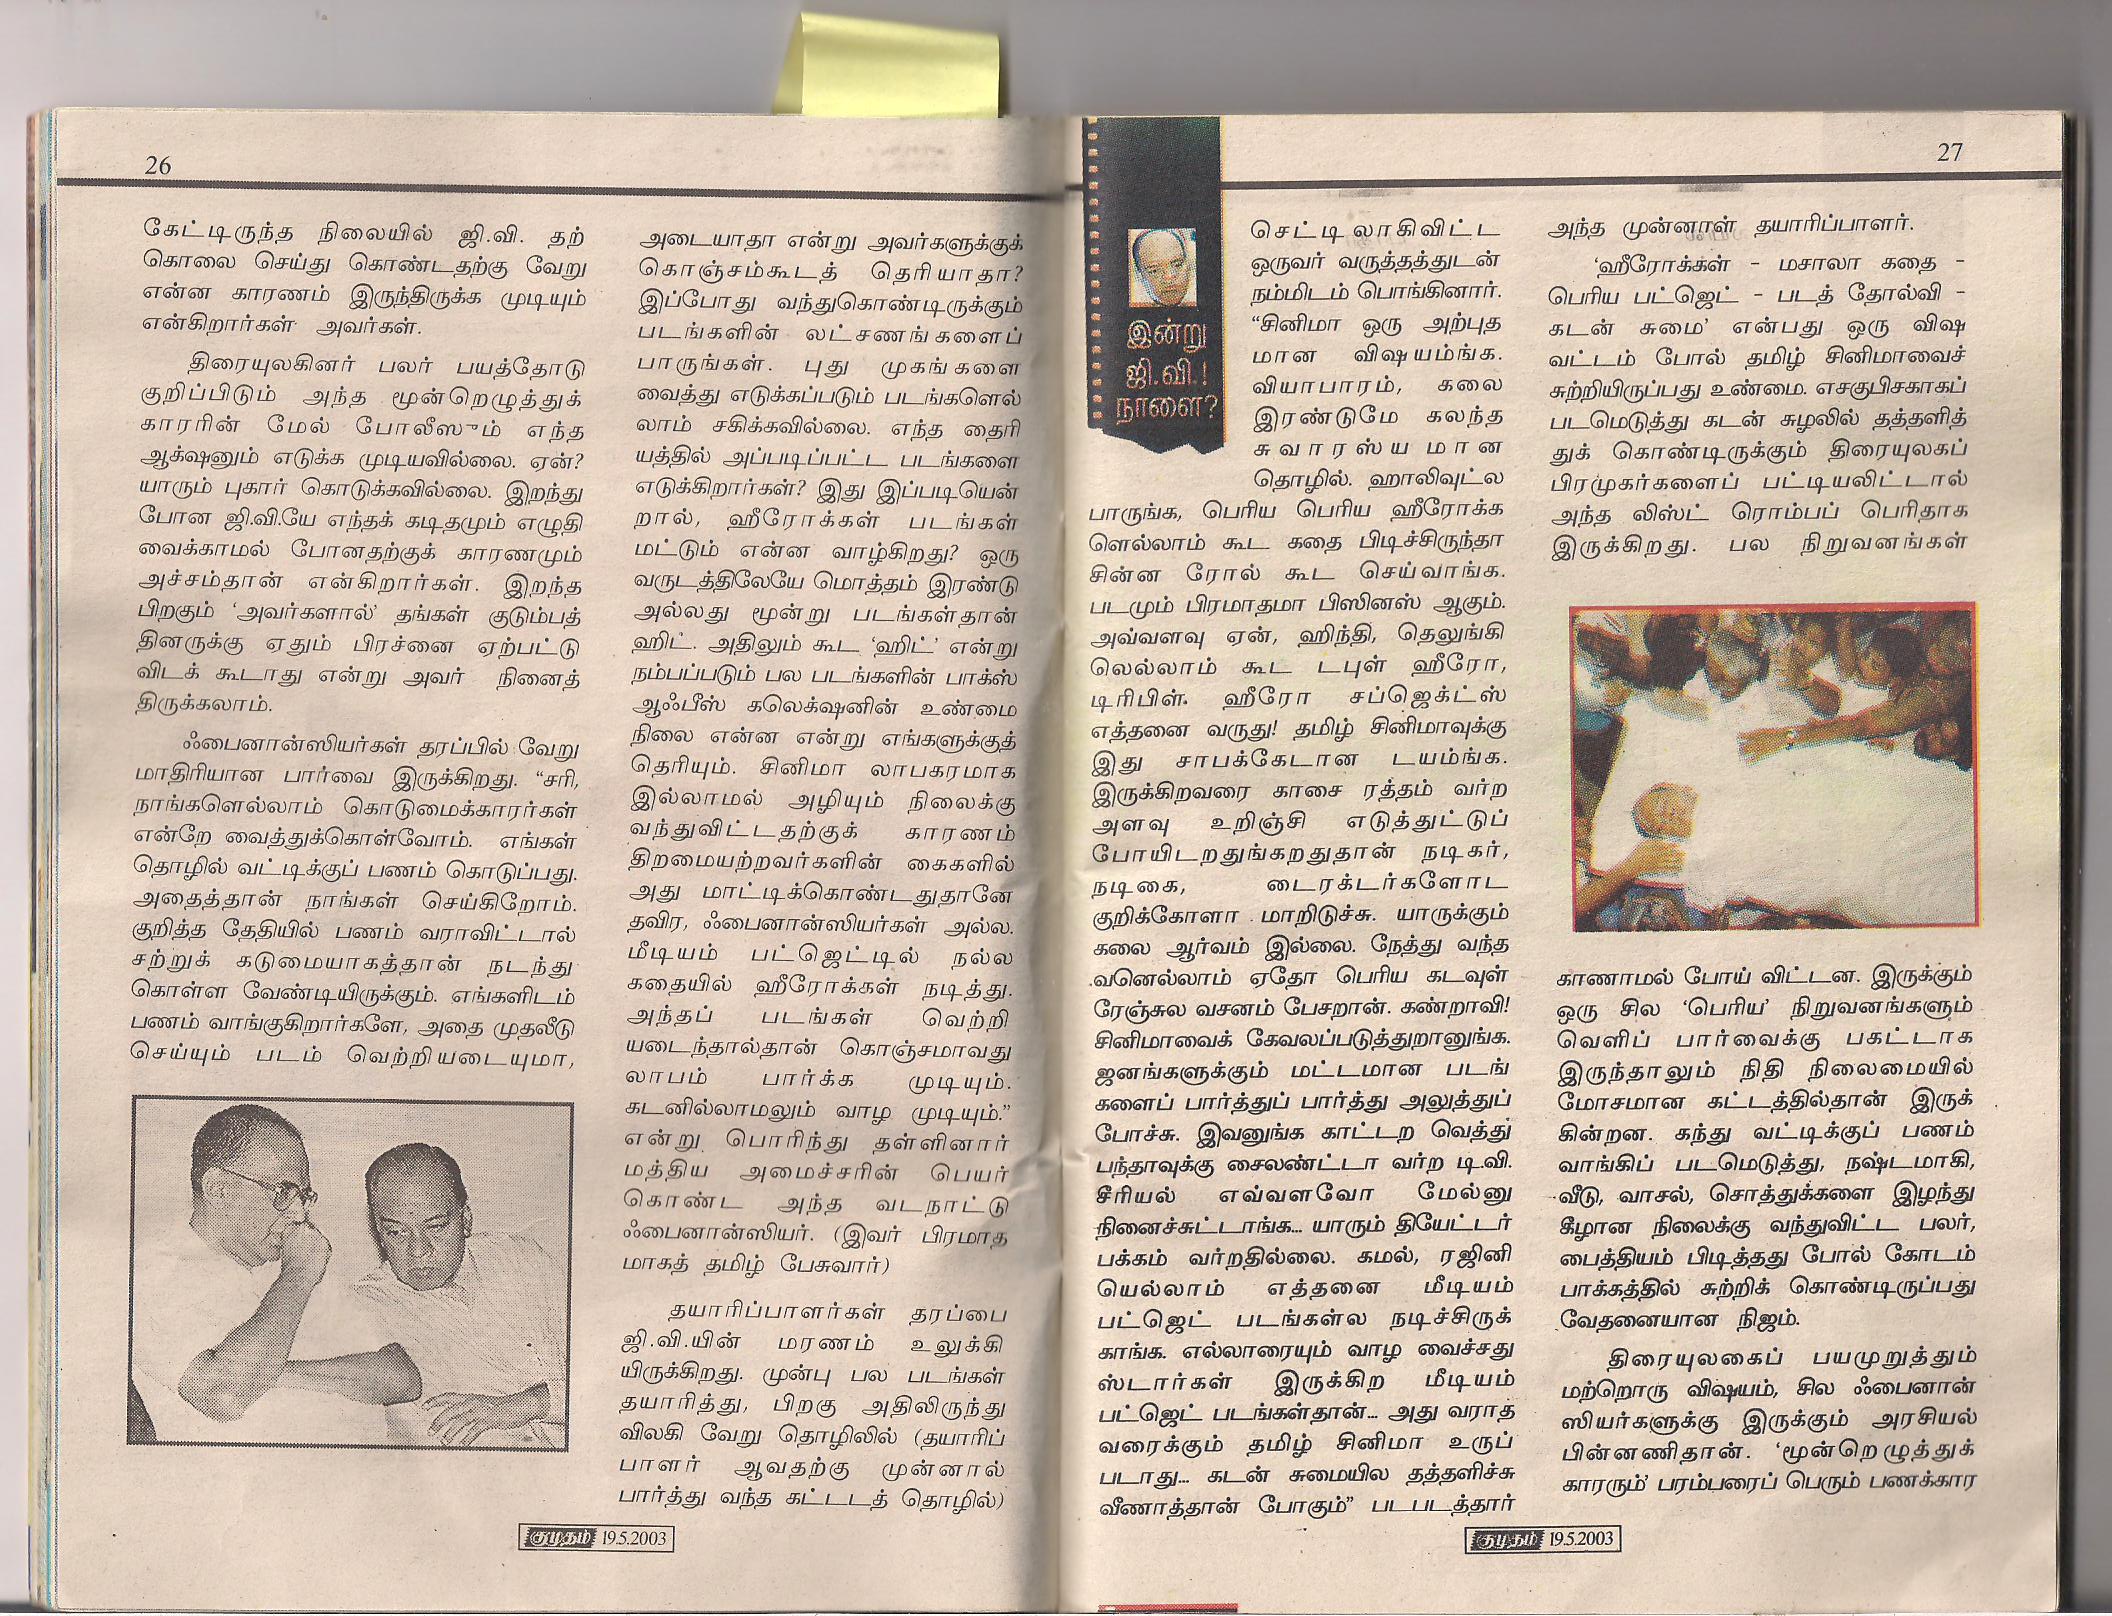 26
கேட்டிருந்த நிலையில் ஜி.வி. தற்
கொலை செய்து கொண்டதற்கு வேறு
என்ன காரணம் இருந்திருக்க முடியும்
என்கிறார்கள் அவர்கள்.
திரையுலகினர் பலர் பயத்தோடு
குறிப்பிடும் அந்த மூன்றெழுத்துக்
காரரின் மேல் போலீஸும் எந்த
ஆக்ஷனும் எடுக்க முடியவில்லை. ஏன்?
யாரும் புகார் கொடுக்கவில்லை. இறந்து
போன ஜி.வி.யே எந்தக் கடிதமும் எழுதி
வைக்காமல் போனதற்குக் காரணமும்
அச்சம்தான் என்கிறார்கள். இறந்த
பிறகும் ‘அவர்களால்’ தங்கள் குடும்பத்
தினருக்கு ஏதும் பிரச்னை ஏற்பட்டு
விடக் கூடாது என்று அவர் நினைத்
திருக்கலாம்.
ஃபைனான்ஸியர்கள் தரப்பில் வேறு
மாதிரியான பார்வை இருக்கிறது. “சரி,
நாங்களெல்லாம் கொடுமைக்காரர்கள்
என்றே வைத்துக்கொள்வோம். எங்கள்
தொழில் வட்டிக்குப் பணம் கொடுப்பது.
அதைத்தான் நாங்கள் செய்கிறோம்.
குறித்த தேதியில் பணம் வராவிட்டால்
சற்றுக் கடுமையாகத்தான் நடந்து
கொள்ள வேண்டியிருக்கும். எங்களிடம்
பணம் வாங்குகிறார்களே, அதை முதலீடு
செய்யும் படம் வெற்றியடையுமா,
அடையாதா என்று அவர்களுக்குக்
கொஞ்சம்கூடத் தெரியாதா?
இப்போது வந்துகொண்டிருக்கும்
படங்களின் லட்சணங்களைப்
பாருங்கள். புது முகங்களை
வைத்து எடுக்கப்படும் படங்களெல்
லாம் சகிக்கவில்லை. எந்த தைரி
யத்தில் அப்படிப்பட்ட படங்களை
எடுக்கிறார்கள்? இது இப்படியென்
றால், ஹீரோக்கள் படங்கள்
மட்டும் என்ன வாழ்கிறது? ஒரு
வருடத்திலேயே மொத்தம் இரண்டு
அல்லது மூன்று படங்கள்தான்
ஹிட். அதிலும் கூட ‘ஹிட்’ என்று
நம்பப்படும் பல படங்களின் பாக்ஸ்
ஆஃபீஸ் கலெக்ஷனின் உண்மை
நிலை என்ன என்று எங்களுக்குத்
தெரியும். சினிமா லாபகரமாக
இல்லாமல் அழியும் நிலைக்கு
வந்துவிட்டதற்குக் காரணம்
திறமையற்றவர்களின் கைகளில்
அது மாட்டிக்கொண்டதுதானே
தவிர, ஃபைனான்ஸியர்கள் அல்ல.
மீடியம் பட்ஜெட்டில் நல்ல
கதையில் ஹீரோக்கள் நடித்து.
அந்தப் படங்கள் வெற்றி
யடைந்தால்தான் கொஞ்சமாவது
லாபம் பார்க்க முடியும்.
கடனில்லாமலும் வாழ முடியும்.”
என்று பொரிந்து தள்ளினார்
மத்திய அமைச்சரின் பெயர்
கொண்ட அந்த வடநாட்டு
ஃபைனான்ஸியர். (இவர் பிரமாத
மாகத் தமிழ் பேசுவார்)
தயாரிப்பாளர்கள் தரப்பை
ஜி.வி.யின் மரணம் உலுக்கி
யிருக்கிறது. முன்பு பல படங்கள்
தயாரித்து, பிறகு அதிலிருந்து
விலகி வேறு தொழிலில் (தயாரிப்
பாளர் ஆவதற்கு முன்னால்
பார்த்து வந்த கட்டடத் தொழில்)
குமுதம் 19.5.2003
27
இன்று
ஜி.வி.!
நாளை?
செட்டிலாகிவிட்ட
ஒருவர் வருத்தத்துடன்
நம்மிடம் பொங்கினார்.
“சினிமா ஒரு அற்புத
மான விஷயம்ங்க.
வியாபாரம், கலை
இரண்டுமே கலந்த
சுவாரஸ்யமான
தொழில். ஹாலிவுட்ல
பாருங்க, பெரிய பெரிய ஹீரோக்க
ளெல்லாம் கூட கதை பிடிச்சிருந்தா
சின்ன ரோல் கூட செய்வாங்க.
படமும் பிரமாதமா பிஸினஸ் ஆகும்.
அவ்வளவு ஏன், ஹிந்தி, தெலுங்கி
லெல்லாம் கூட டபுள் ஹீரோ,
டிரிபிள். ஹீரோ சப்ஜெக்ட்ஸ்
எத்தனை வருது! தமிழ் சினிமாவுக்கு
இது சாபக்கேடான டயம்ங்க.
இருக்கிறவரை காசை ரத்தம் வர்ற
அளவு உறிஞ்சி எடுத்துட்டுப்
போயிடறதுங்கறதுதான் நடிகர்,
நடிகை, டைரக்டர்களோட
குறிக்கோளா மாறிடுச்சு. யாருக்கும்
கலை ஆர்வம் இல்லை. நேத்து வந்த
வனெல்லாம் ஏதோ பெரிய கடவுள்
ரேஞ்சுல வசனம் பேசறான். கண்றாவி!
சினிமாவைக் கேவலப்படுத்துறானுங்க.
ஜனங்களுக்கும் மட்டமான படங்
களைப் பார்த்துப் பார்த்து அலுத்துப்
போச்சு. இவனுங்க காட்டற வெத்து
பந்தாவுக்கு சைலண்ட்டா வர்ற டி.வி.
சீரியல் எவ்வளவோ மேல்னு
நினைச்சுட்டாங்க... யாரும் தியேட்டர்
பக்கம் வர்றதில்லை. கமல், ரஜினி
யெல்லாம் எத்தனை மீடியம்
பட்ஜெட் படங்கள்ல நடிச்சிருக்
காங்க. எல்லாரையும் வாழ வைச்சது
ஸ்டார்கள் இருக்கிற மீடியம்
பட்ஜெட் படங்கள்தான்... அது வராத
வரைக்கும் தமிழ் சினிமா உருப்
படாது... கடன் சுமையில தத்தளிச்சு
வீணாத்தான் போகும்” படபடத்தார்
அந்த முன்னாள் தயாரிப்பாளர்.
‘ஹீரோக்கள் - மசாலா கதை -
பெரிய பட்ஜெட் - படத் தோல்வி -
கடன் சுமை’ என்பது ஒரு விஷ
வட்டம் போல் தமிழ் சினிமாவைச்
சுற்றியிருப்பது உண்மை. எசகுபிசகாகப்
படமெடுத்து கடன் சுழலில் தத்தளித்
துக் கொண்டிருக்கும் திரையுலகப்
பிரமுகர்களைப் பட்டியலிட்டால்
அந்த லிஸ்ட் ரொம்பப் பெரிதாக
இருக்கிறது. பல நிறுவனங்கள்
காணாமல் போய் விட்டன. இருக்கும்
ஒரு சில ‘பெரிய’ நிறுவனங்களும்
வெளிப் பார்வைக்கு பகட்டாக
இருந்தாலும் நிதி நிலைமையில்
மோசமான கட்டத்தில்தான் இருக்
கின்றன. கந்து வட்டிக்குப் பணம்
வாங்கிப் படமெடுத்து, நஷ்டமாகி,
வீடு, வாசல், சொத்துக்களை இழந்து
கீழான நிலைக்கு வந்துவிட்ட பலர்,
பைத்தியம் பிடித்தது போல் கோடம்
பாக்கத்தில் சுற்றிக் கொண்டிருப்பது
வேதனையான நிஜம்.
திரையுலகைப் பயமுறுத்தும்
மற்றொரு விஷயம், சில ஃபைனான்
ஸியர்களுக்கு இருக்கும் அரசியல்
பின்னணிதான். ‘மூன்றெழுத்துக்
காரரும்’ பரம்பரைப் பெரும் பணக்கார
குமுதம் 19.5.2003